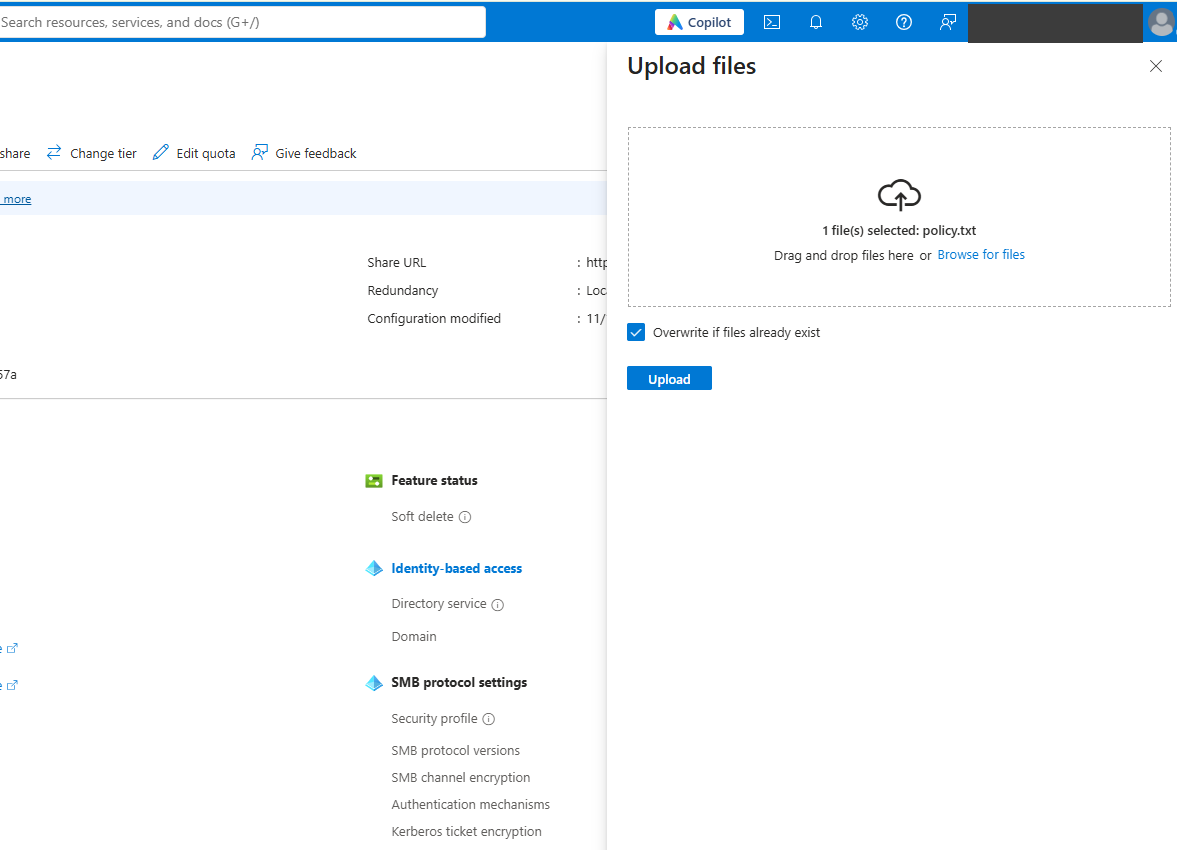 Search resources, services, and docs (G+/)
Copilot
Upload files
share Change tier Edit quota Give feedback
more
1 file(s) selected: policy.txt
Drag and drop files here or Browse for files
Share URL : http
Redundancy : Loc
Configuration modified : 11/
Overwrite if files already exist
57a
Upload
Feature status
Soft delete
Identity-based access
Directory service
Domain
e
SMB protocol settings
e
Security profile
SMB protocol versions
SMB channel encryption
Authentication mechanisms
Kerberos ticket encryption